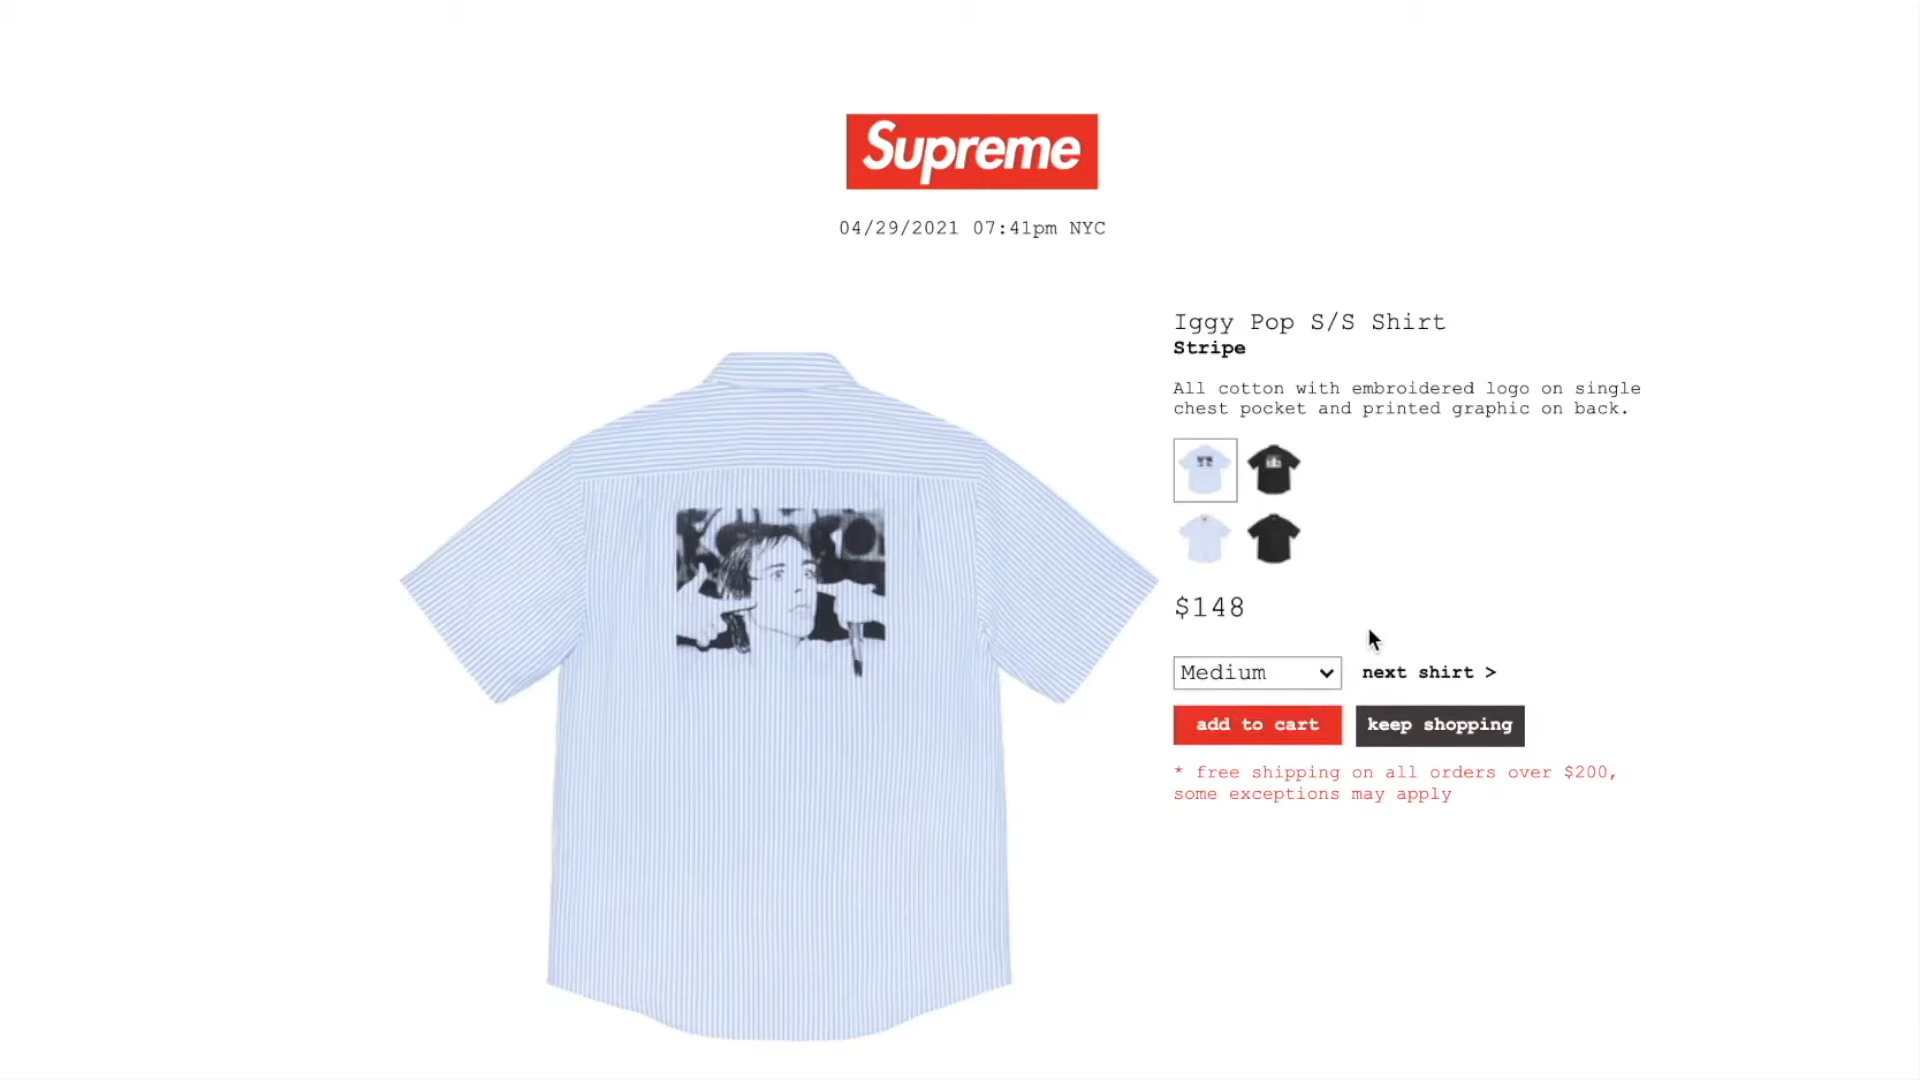 Supreme
04/29/2021 07:41pm NYC
Iggy Pop S/S Shirt
Stripe
All cotton with embroidered logo on single
chest pocket and printed graphic on back.
$148
Medium
next shirt >
add to cart
keep shopping
* free shipping on all orders over $200,
some exceptions may apply